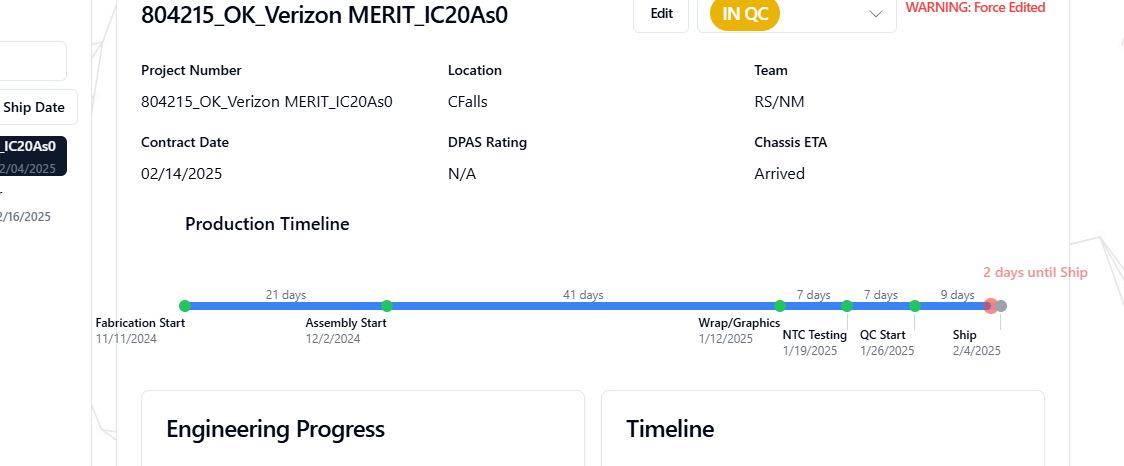 804215_OK_Verizon MERIT_IC20As0
Edit
IN QC
WARNING: Force Edited
Ship Date
_IC20As0
2/04/2025
r
2/16/2025
Project Number
Location
Team
804215_OK_Verizon MERIT_IC20As0
CFalls
RS/NM
Contract Date
DPAS Rating
Chassis ETA
02/14/2025
N/A
Arrived
Production Timeline
2 days until Ship
21 days
41 days
7 days
7 days
9 days
Fabrication Start
11/11/2024
Assembly Start
12/2/2024
Wrap/Graphics
1/12/2025
NTC Testing
1/19/2025
QC Start
1/26/2025
Ship
2/4/2025
Engineering Progress
Timeline